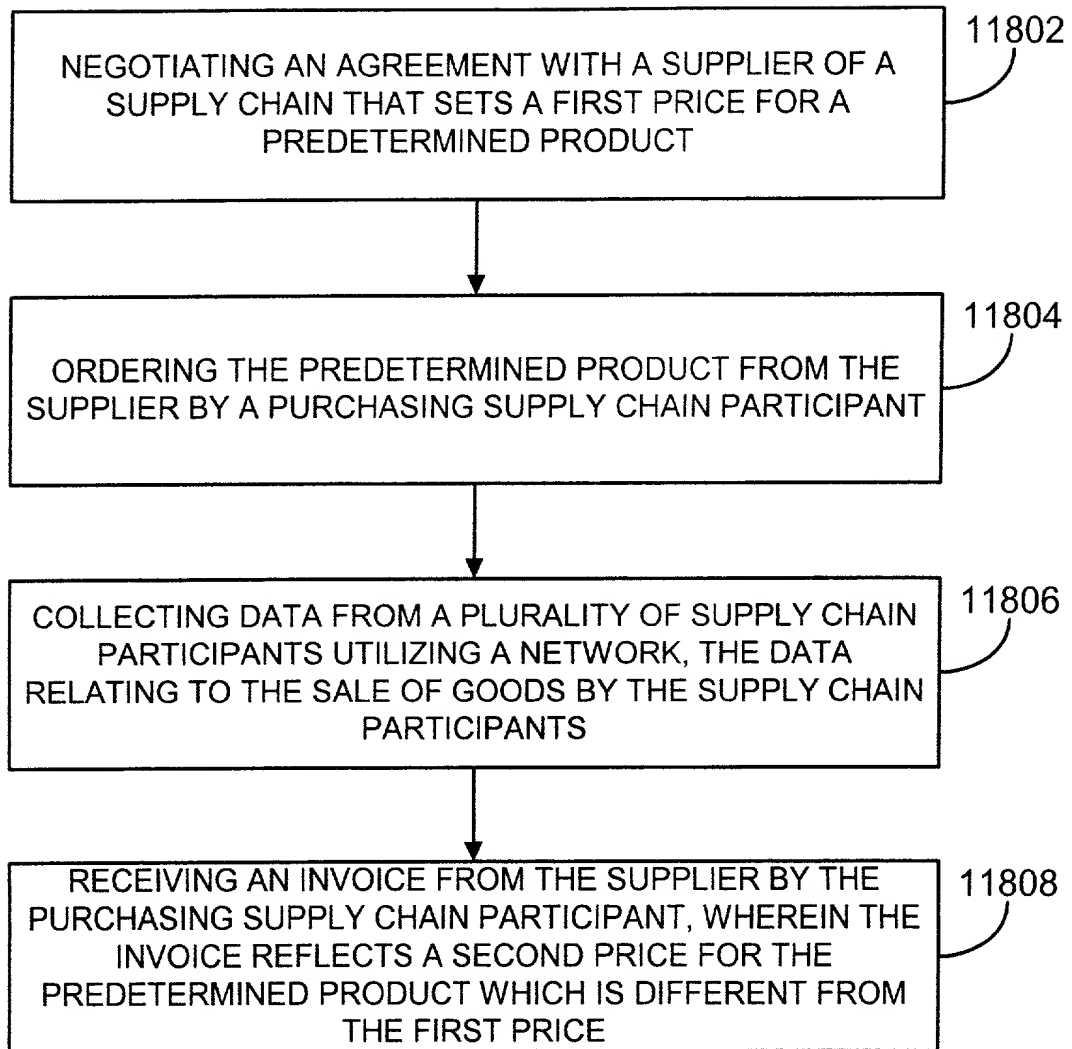 11802
NEGOTIATING AN AGREEMENT WITH A SUPPLIER OF A
SUPPLY CHAIN THAT SETS A FIRST PRICE FOR A
PREDETERMINED PRODUCT
11804
ORDERING THE PREDETERMINED PRODUCT FROM THE
SUPPLIER BY A PURCHASING SUPPLY CHAIN PARTICIPANT
11806
COLLECTING DATA FROM A PLURALITY OF SUPPLY CHAIN
PARTICIPANTS UTILIZING A NETWORK, THE DATA
RELATING TO THE SALE OF GOODS BY THE SUPPLY CHAIN
PARTICIPANTS
11808
RECEIVING AN INVOICE FROM THE SUPPLIER BY THE
PURCHASING SUPPLY CHAIN PARTICIPANT, WHEREIN THE
INVOICE REFLECTS A SECOND PRICE FOR THE
PREDETERMINED PRODUCT WHICH IS DIFFERENT FROM
THE FIRST PRICE